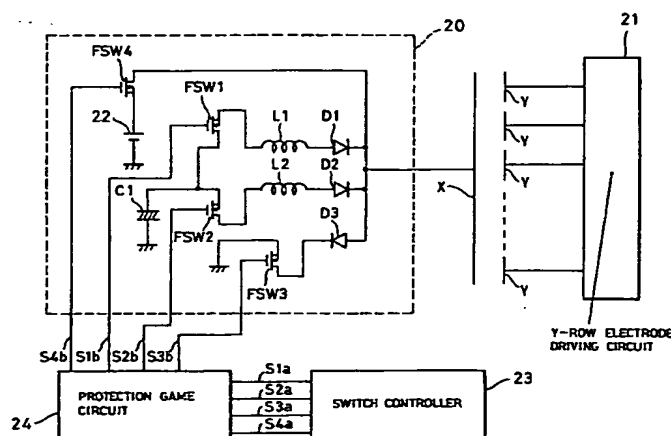 20
21
FSW4
FSW1
22
L1
D1
L2
D2
C1
FSW2
D3
FSW3
X
Y
Y
Y
Y
Y-ROW ELECTRODE
DRIVING CIRCUIT
S4b
S1b
S2b
S3b
24
PROTECTION GAME
CIRCUIT
S1a
S2a
S3a
S4a
SWITCH CONTROLLER
23